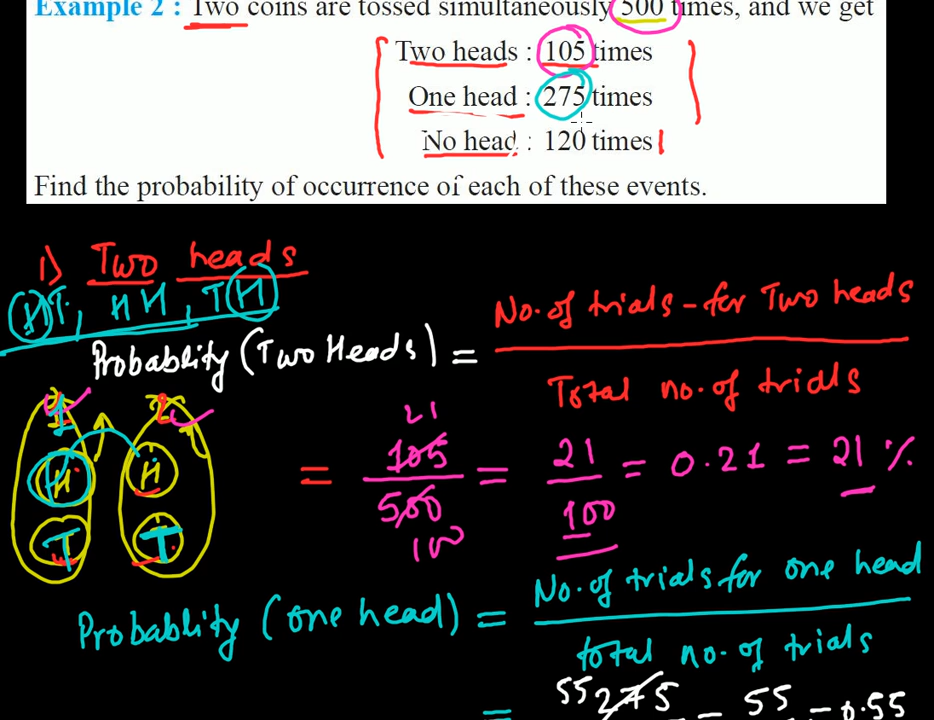 Example 2 : Two coins are tossed simultaneously 500 times, and we get
Two heads : 105 times
One head : 275 times
No head : 120 times
Find the probability of occurrence of each of these events.
1) Two heads
HT, HH, TH
Probablity (Two Heads) = No. of trials for Two heads
Total no. of trials
1 2
H H
T T
= 21 105 / 500 100 = 21 / 100 = 0.21 = 21 %
Probablity (one head) = No. of trials for one head
total no. of trials
= 55 275 = 55 = 0.55